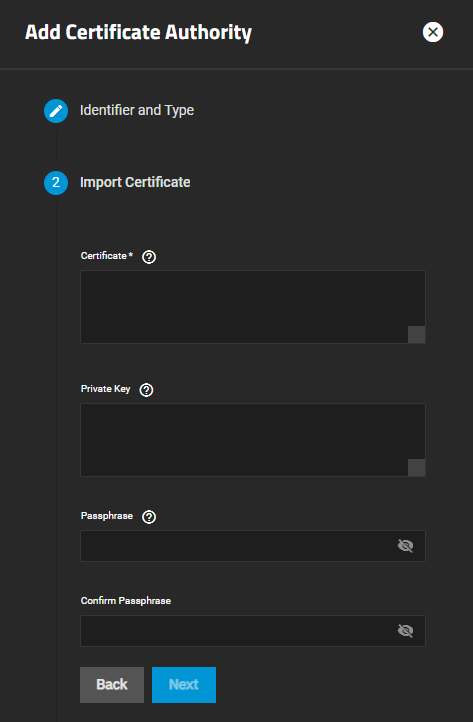 Add Certificate Authority
Identifier and Type
2 Import Certificate
Certificate *
Private Key
Passphrase
Confirm Passphrase
Back Next